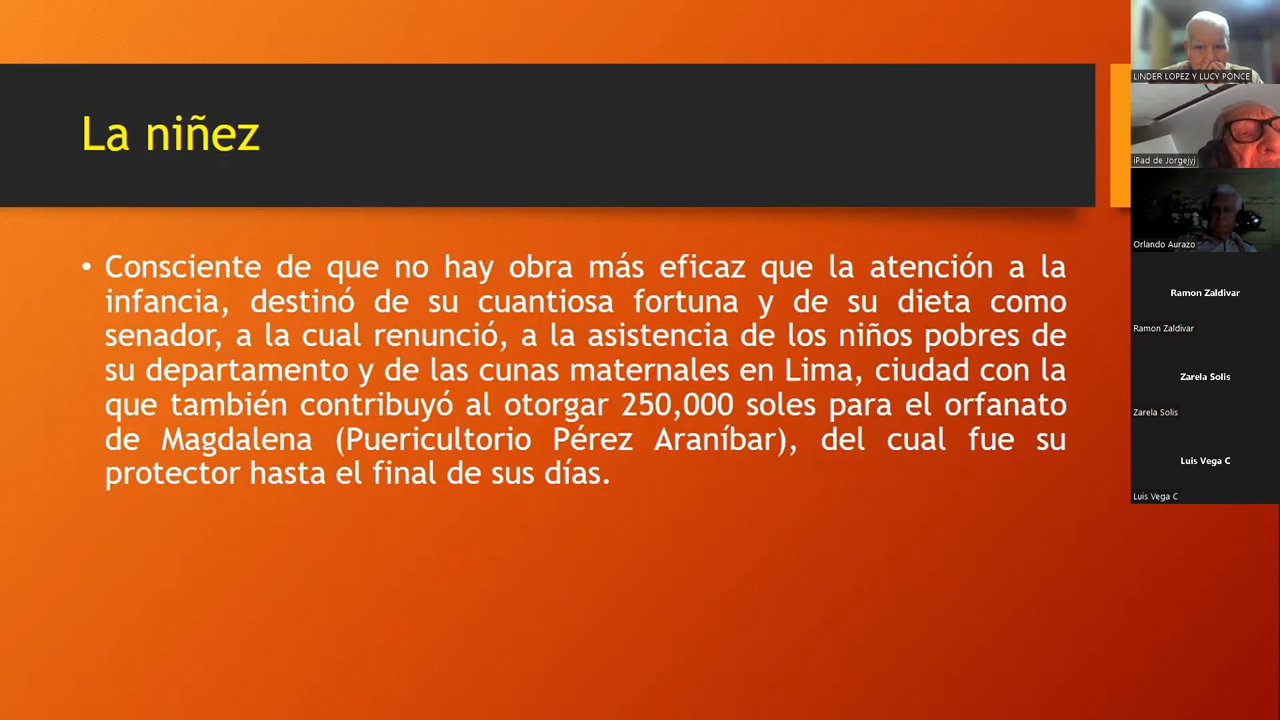 La niñez
• Consciente de que no hay obra más eficaz que la atención a la
infancia, destinó de su cuantiosa fortuna y de su dieta como
senador, a la cual renunció, a la asistencia de los niños pobres de
su departamento y de las cunas maternales en Lima, ciudad con la
que también contribuyó al otorgar 250,000 soles para el orfanato
de Magdalena (Puericultorio Pérez Araníbar), del cual fue su
protector hasta el final de sus días.
LINDER LOPEZ Y LUCY PONCE
iPad de Jorgejyj
Orlando Aurazo
Ramon Zaldivar
Ramon Zaldivar
Zarela Solis
Zarela Solis
Luis Vega C
Luis Vega C